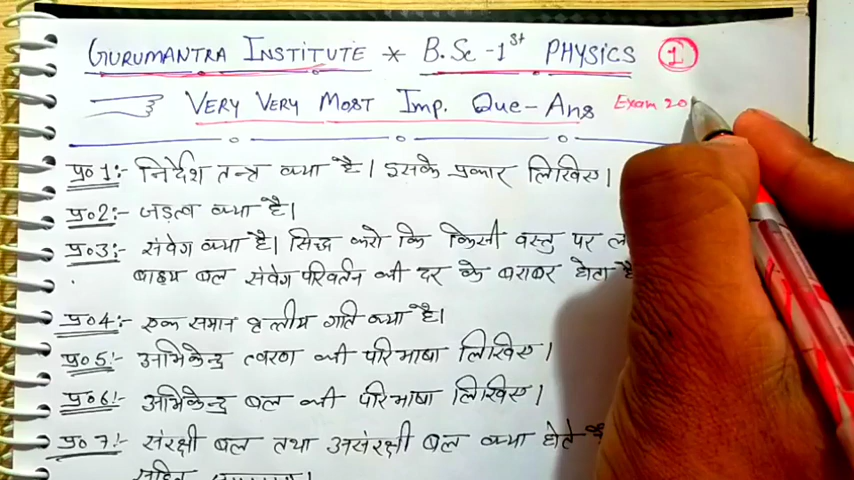 GURUMANTRA INSTITUTE * B.Sc -1st PHYSICS 1
VERY VERY MOST Imp. Que-Ans Exam 20
प्र०1:- निर्देश तन्त्र क्या है। इसके प्रकार लिखिए।
प्र०2:- जड़त्व क्या है।
प्र०3:- संवेग क्या है। सिद्ध करो कि किसी वस्तु पर
बाह्य बल संवेग परिवर्तन की दर के बराबर होता है
प्र०4:- एक समान वृत्तीय गति क्या है।
प्र०5:- अभिकेन्द्र त्वरण की परिभाषा लिखिए।
प्र०6:- अभिकेन्द्र बल की परिभाषा लिखिए।
प्र०7:- संरक्षी बल तथा असंरक्षी बल क्या होते
सहित